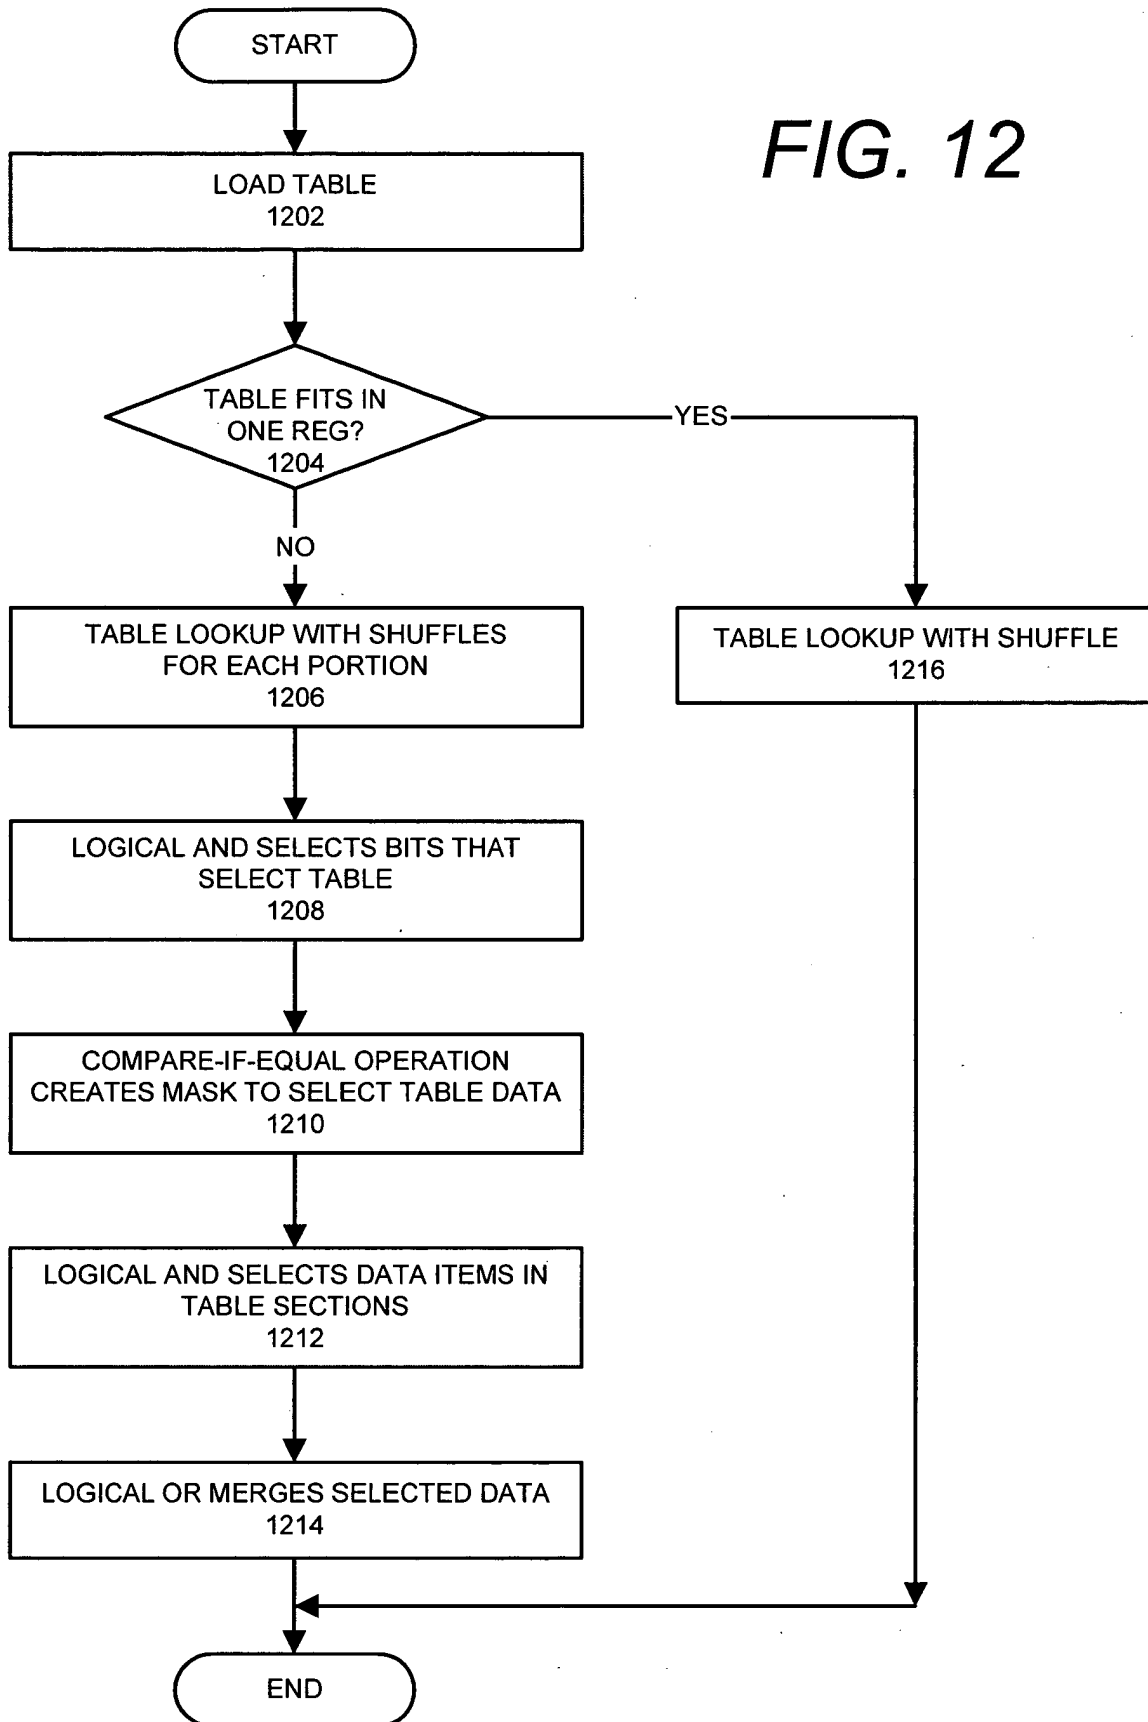 START
FIG. 12
LOAD TABLE
1202
TABLE FITS IN
ONE REG?
1204
YES
NO
TABLE LOOKUP WITH SHUFFLES
FOR EACH PORTION
1206
TABLE LOOKUP WITH SHUFFLE
1216
LOGICAL AND SELECTS BITS THAT
SELECT TABLE
1208
COMPARE-IF-EQUAL OPERATION
CREATES MASK TO SELECT TABLE DATA
1210
LOGICAL AND SELECTS DATA ITEMS IN
TABLE SECTIONS
1212
LOGICAL OR MERGES SELECTED DATA
1214
END